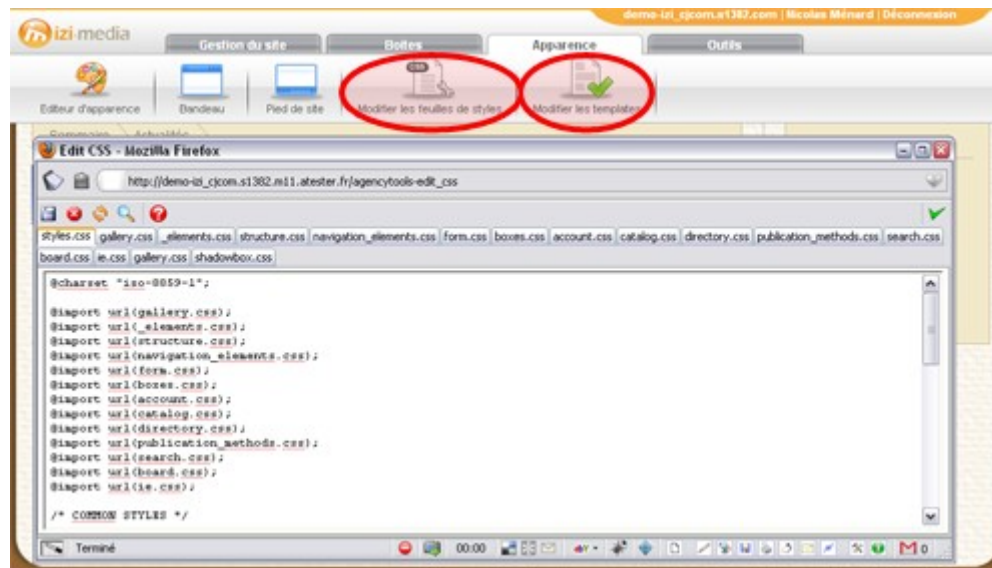 demo-izi_cjcom.s1382.com | Nicolas Ménard | Déconnexion
izi-media
Gestion du site
Boîtes
Apparence
Outils
CSS
Editeur d'apparence
Bandeau
Pied de site
Modifier les feuilles de styles
Modifier les templates
Sommaire
Actualités
Edit CSS - Mozilla Firefox
http://demo-izi_cjcom.s1382.m11.atester.fr/agencytools-edit_css
styles.css gallery.css _elements.css structure.css navigation_elements.css form.css boxes.css account.css catalog.css directory.css publication_methods.css search.css
board.css ie.css gallery.css shadowbox.css
@charset "iso-8859-1";
@import url(gallery.css);
@import url(_elements.css);
@import url(structure.css);
@import url(navigation_elements.css);
@import url(form.css);
@import url(boxes.css);
@import url(account.css);
@import url(catalog.css);
@import url(directory.css);
@import url(publication_methods.css);
@import url(search.css);
@import url(board.css);
@import url(ie.css);
/* COMMON STYLES */
Terminé
00:00
0